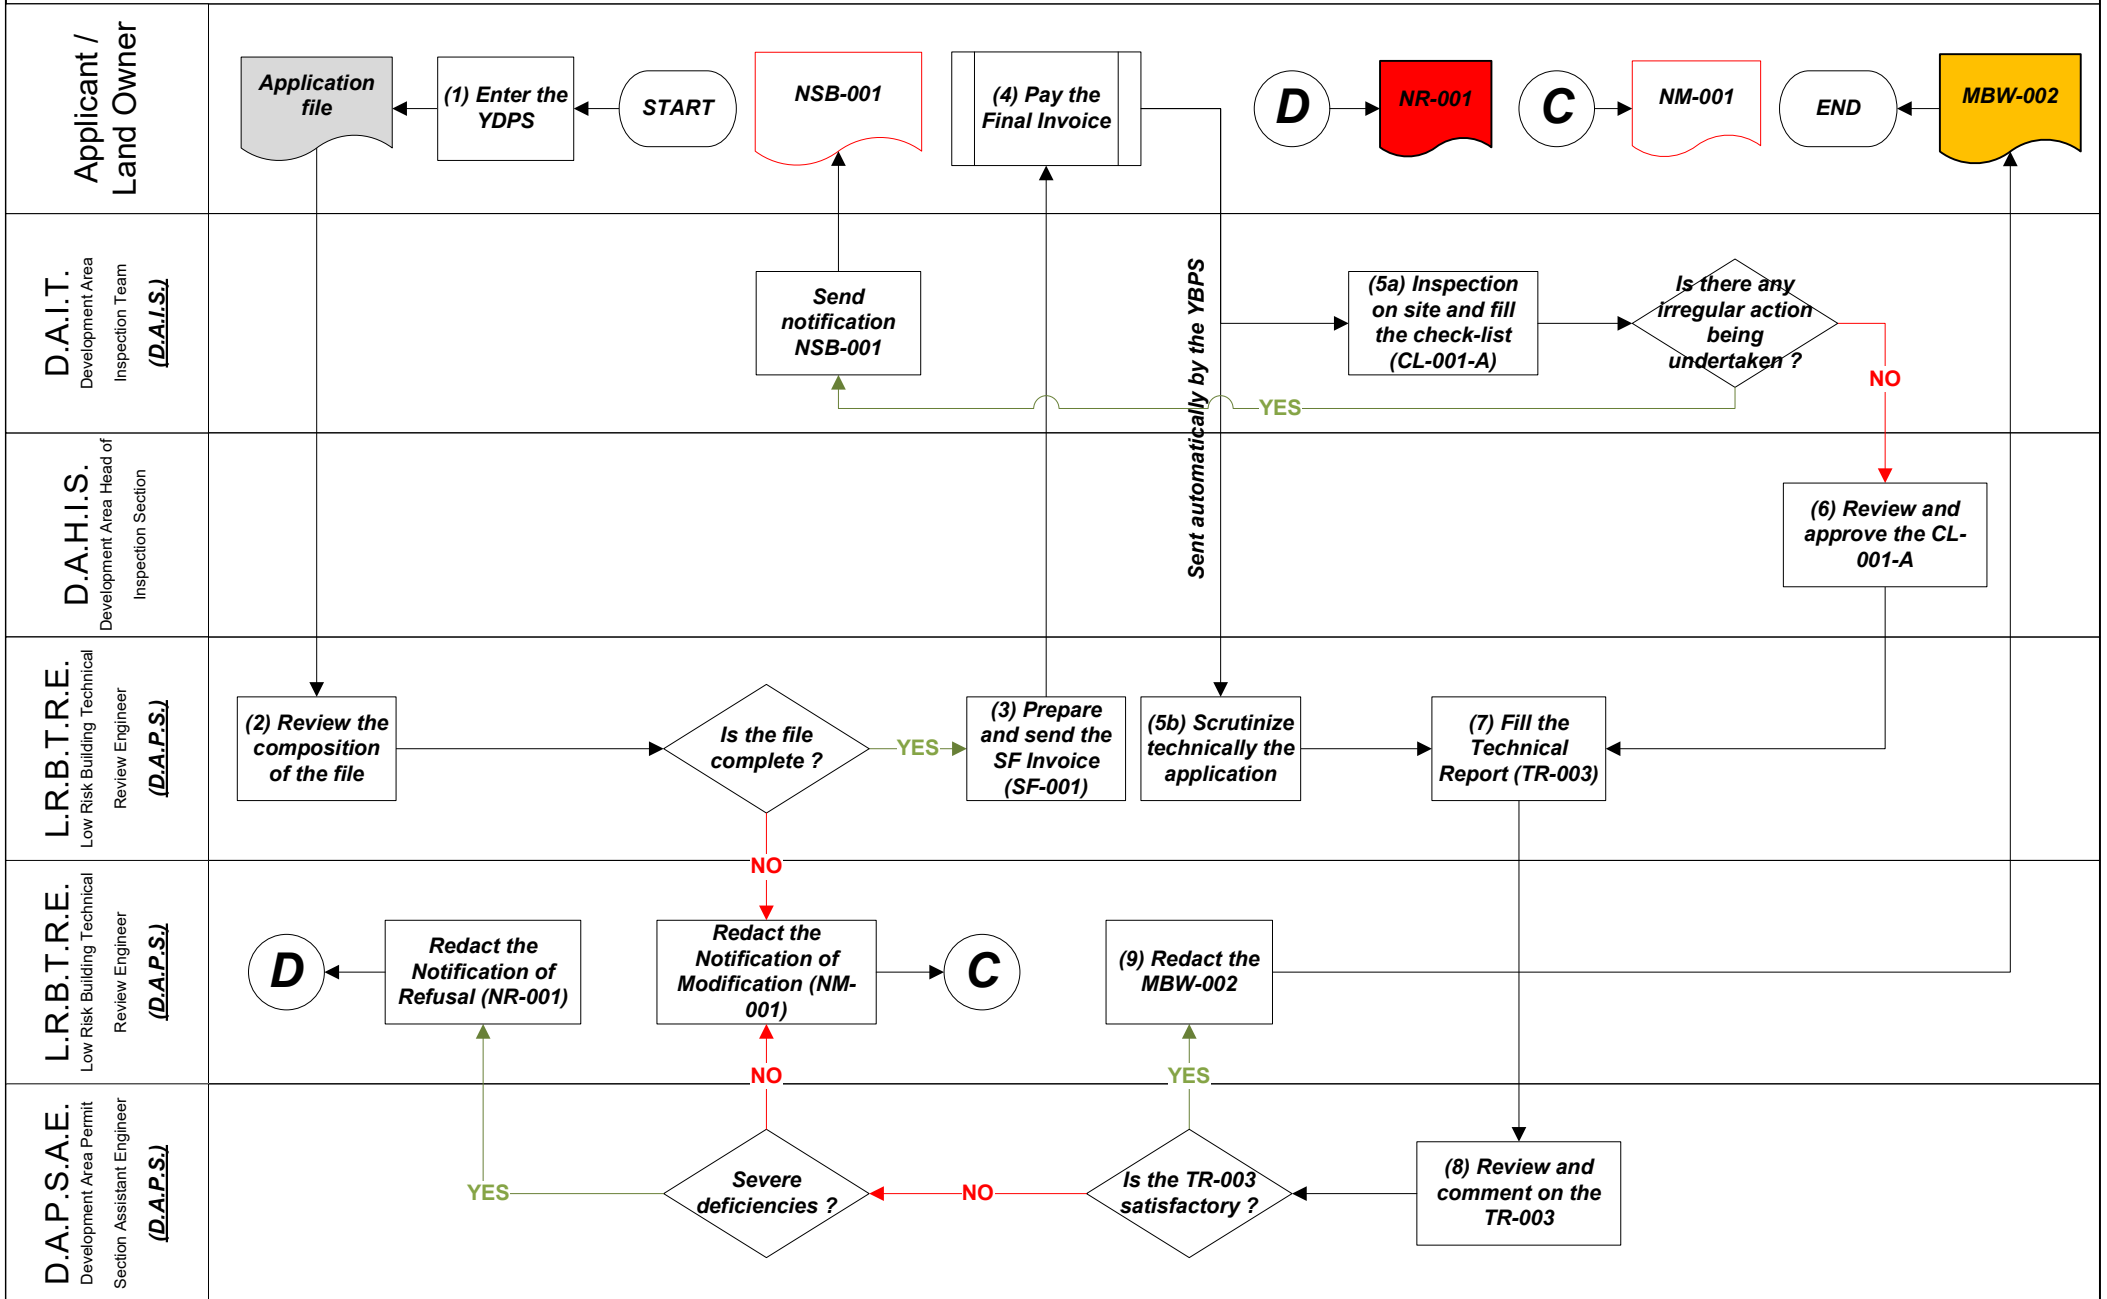 Applicant /
Land Owner
Application
file
(1) Enter the
YDPS
START
NSB-001
(4) Pay the
Final Invoice
D
NR-001
C
NM-001
END
MBW-002
D.A.I.T.
Development Area
Inspection Team
(D.A.I.S.)
Send
notification
NSB-001
Sent automatically by the YBPS
(5a) Inspection
on site and fill
the check-list
(CL-001-A)
Is there any
irregular action
being
undertaken ?
NO
YES
D.A.H.I.S.
Development Area Head of
Inspection Section
(6) Review and
approve the CL-
001-A
L.R.B.T.R.E.
Low Risk Building Technical
Review Engineer
(D.A.P.S.)
(2) Review the
composition
of the file
Is the file
complete ?
YES
(3) Prepare
and send the
SF Invoice
(SF-001)
(5b) Scrutinize
technically the
application
(7) Fill the
Technical
Report (TR-003)
NO
L.R.B.T.R.E.
Low Risk Building Technical
Review Engineer
(D.A.P.S.)
D
Redact the
Notification of
Refusal (NR-001)
Redact the
Notification of
Modification (NM-
001)
C
(9) Redact the
MBW-002
NO
YES
D.A.P.S.A.E.
Development Area Permit
Section Assistant Engineer
(D.A.P.S.)
YES
Severe
deficiencies ?
NO
Is the TR-003
satisfactory ?
(8) Review and
comment on the
TR-003